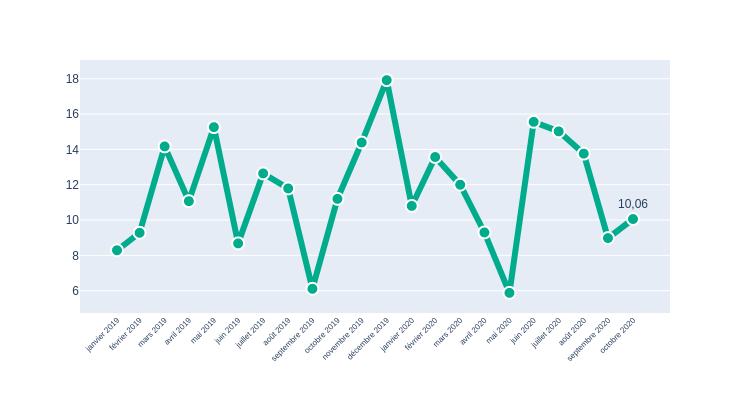 18
16
14
12
10
8
6
10,06
janvier 2019
février 2019
mars 2019
avril 2019
mai 2019
juin 2019
juillet 2019
août 2019
septembre 2019
octobre 2019
novembre 2019
décembre 2019
janvier 2020
février 2020
mars 2020
avril 2020
mai 2020
juin 2020
juillet 2020
août 2020
septembre 2020
octobre 2020